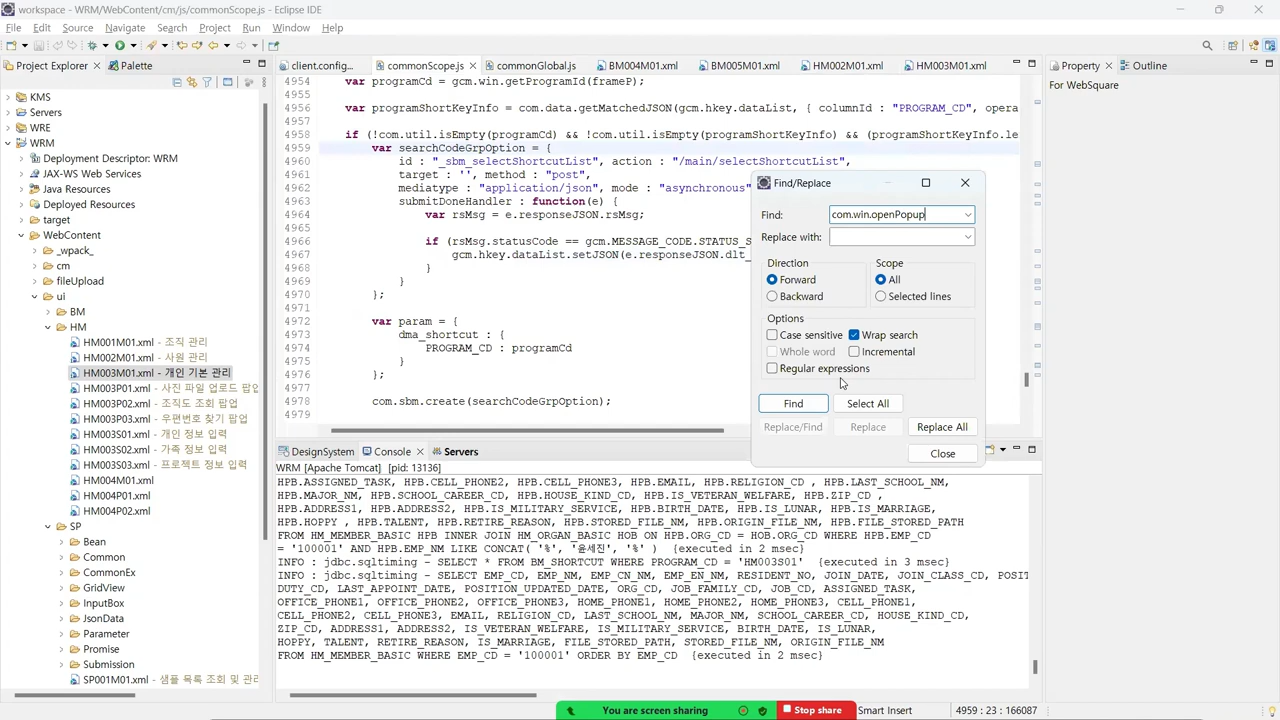 workspace - WRM/WebContent/cm/js/commonScope.js - Eclipse IDE
File Edit Source Navigate Search Project Run Window Help
Project Explorer
Palette
client.config...
commonScope.js
commonGlobal.js
BM004M01.xml
BM005M01.xml
HM002M01.xml
HM003M01.xml
Property
Outline
For WebSquare
KMS
Servers
WRE
WRM
Deployment Descriptor: WRM
JAX-WS Web Services
Java Resources
Deployed Resources
target
WebContent
_wpack_
cm
fileUpload
ui
BM
HM
HM001M01.xml - 조직 관리
HM002M01.xml - 사원 관리
HM003M01.xml - 개인 기본 관리
HM003P01.xml - 사진 파일 업로드 팝업
HM003P02.xml - 조직도 조회 팝업
HM003P03.xml - 우편번호 찾기 팝업
HM003S01.xml - 개인 정보 입력
HM003S02.xml - 가족 정보 입력
HM003S03.xml - 프로젝트 정보 입력
HM004M01.xml
HM004P01.xml
HM004P02.xml
SP
Bean
Common
CommonEx
GridView
InputBox
JsonData
Parameter
Promise
Submission
SP001M01.xml - 샘플 목록 조회 및 관리
4954 var programCd = gcm.win.getProgramId(frameP);
4955
4956 var programShortKeyInfo = com.data.getMatchedJSON(gcm.hkey.dataList, { columnId : "PROGRAM_CD", opera
4957
4958 if (!com.util.isEmpty(programCd) && !com.util.isEmpty(programShortKeyInfo) && (programShortKeyInfo.le
4959 var searchCodeGrpOption = {
4960 id : "_sbm_selectShortcutList", action : "/main/selectShortcutList",
4961 target : '', method : "post",
4962 mediatype : "application/json", mode : "asynchronous"
4963 submitDoneHandler : function(e) {
4964 var rsMsg = e.responseJSON.rsMsg;
4965
4966 if (rsMsg.statusCode == gcm.MESSAGE_CODE.STATUS_S
4967 gcm.hkey.dataList.setJSON(e.responseJSON.dlt_
4968 }
4969 }
4970 };
4971
4972 var param = {
4973 dma_shortcut : {
4974 PROGRAM_CD : programCd
4975 }
4976 };
4977
4978 com.sbm.create(searchCodeGrpOption);
4979
Find/Replace
Find: com.win.openPopup
Replace with:
Direction
Scope
Forward
All
Backward
Selected lines
Options
Case sensitive
Wrap search
Whole word
Incremental
Regular expressions
Find
Select All
Replace/Find
Replace
Replace All
Close
DesignSystem
Console
Servers
WRM [Apache Tomcat] [pid: 13136]
HPB.ASSIGNED_TASK, HPB.CELL_PHONE2, HPB.CELL_PHONE3, HPB.EMAIL, HPB.RELIGION_CD , HPB.LAST_SCHOOL_NM,
HPB.MAJOR_NM, HPB.SCHOOL_CAREER_CD, HPB.HOUSE_KIND_CD, HPB.IS_VETERAN_WELFARE, HPB.ZIP_CD ,
HPB.ADDRESS1, HPB.ADDRESS2, HPB.IS_MILITARY_SERVICE, HPB.BIRTH_DATE, HPB.IS_LUNAR, HPB.IS_MARRIAGE,
HPB.HOPPY , HPB.TALENT, HPB.RETIRE_REASON, HPB.STORED_FILE_NM, HPB.ORIGIN_FILE_NM, HPB.FILE_STORED_PATH
FROM HM_MEMBER_BASIC HPB INNER JOIN HM_ORGAN_BASIC HOB ON HPB.ORG_CD = HOB.ORG_CD WHERE HPB.EMP_CD
= '100001' AND HPB.EMP_NM LIKE CONCAT( '%', '윤세진', '%' ) {executed in 2 msec}
INFO : jdbc.sqltiming - SELECT * FROM BM_SHORTCUT WHERE PROGRAM_CD = 'HM003S01' {executed in 3 msec}
INFO : jdbc.sqltiming - SELECT EMP_CD, EMP_NM, EMP_CN_NM, EMP_EN_NM, RESIDENT_NO, JOIN_DATE, JOIN_CLASS_CD, POSIT
DUTY_CD, LAST_APPOINT_DATE, POSITION_UPDATED_DATE, ORG_CD, JOB_FAMILY_CD, JOB_CD, ASSIGNED_TASK,
OFFICE_PHONE1, OFFICE_PHONE2, OFFICE_PHONE3, HOME_PHONE1, HOME_PHONE2, HOME_PHONE3, CELL_PHONE1,
CELL_PHONE2, CELL_PHONE3, EMAIL, RELIGION_CD, LAST_SCHOOL_NM, MAJOR_NM, SCHOOL_CAREER_CD, HOUSE_KIND_CD,
ZIP_CD, ADDRESS1, ADDRESS2, IS_VETERAN_WELFARE, IS_MILITARY_SERVICE, BIRTH_DATE, IS_LUNAR,
HOPPY, TALENT, RETIRE_REASON, IS_MARRIAGE, FILE_STORED_PATH, STORED_FILE_NM, ORIGIN_FILE_NM
FROM HM_MEMBER_BASIC WHERE EMP_CD = '100001' ORDER BY EMP_CD {executed in 2 msec}
You are screen sharing
Stop share
Smart Insert
4959 : 23 : 166087